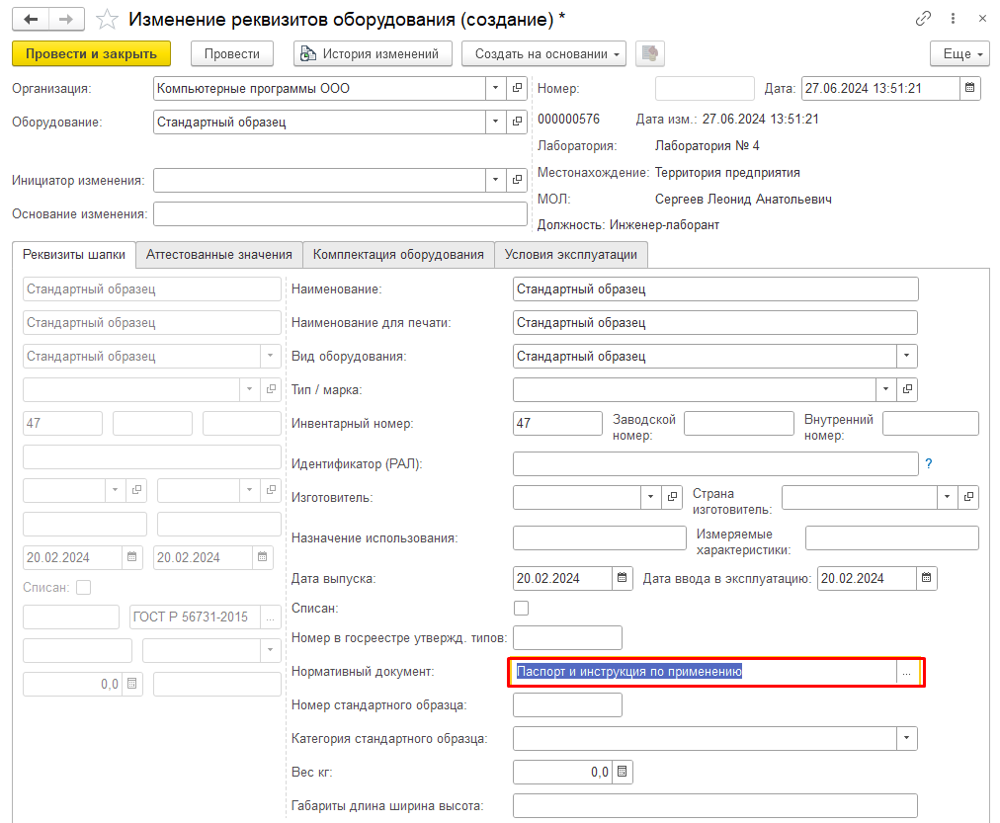 Изменение реквизитов оборудования (создание) *
Провести и закрыть Провести История изменений Создать на основании Еще
Организация: Компьютерные программы ООО Номер: Дата: 27.06.2024 13:51:21
Оборудование: Стандартный образец 000000576 Дата изм.: 27.06.2024 13:51:21
Лаборатория: Лаборатория № 4
Инициатор изменения: Местонахождение: Территория предприятия
МОЛ: Сергеев Леонид Анатольевич
Основание изменения:
Должность: Инженер-лаборант
Реквизиты шапки Аттестованные значения Комплектация оборудования Условия эксплуатации
Стандартный образец Наименование: Стандартный образец
Стандартный образец Наименование для печати: Стандартный образец
Стандартный образец Вид оборудования: Стандартный образец
Тип / марка:
47 Инвентарный номер: 47 Заводской номер: Внутренний номер:
Идентификатор (РАЛ): ?
Изготовитель: Страна изготовитель:
Назначение использования: Измеряемые характеристики:
20.02.2024 20.02.2024 Дата выпуска: 20.02.2024 Дата ввода в эксплуатацию: 20.02.2024
Списан: Списан:
ГОСТ Р 56731-2015 ... Номер в госреестре утвержд. типов:
Нормативный документ: Паспорт и инструкция по применению ...
0,0 Номер стандартного образца:
Категория стандартного образца:
Вес кг: 0,0
Габариты длина ширина высота: